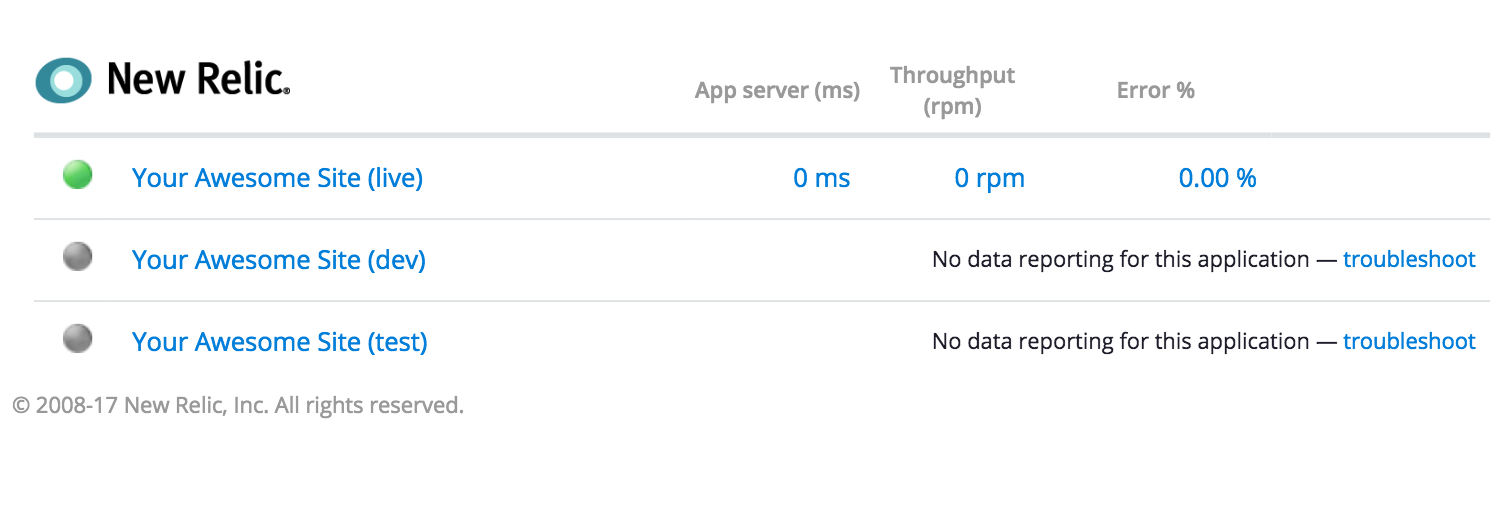 New Relic®
App server (ms) Throughput (rpm) Error %
Your Awesome Site (live) 0 ms 0 rpm 0.00 %
Your Awesome Site (dev) No data reporting for this application — troubleshoot
Your Awesome Site (test) No data reporting for this application — troubleshoot
© 2008-17 New Relic, Inc. All rights reserved.